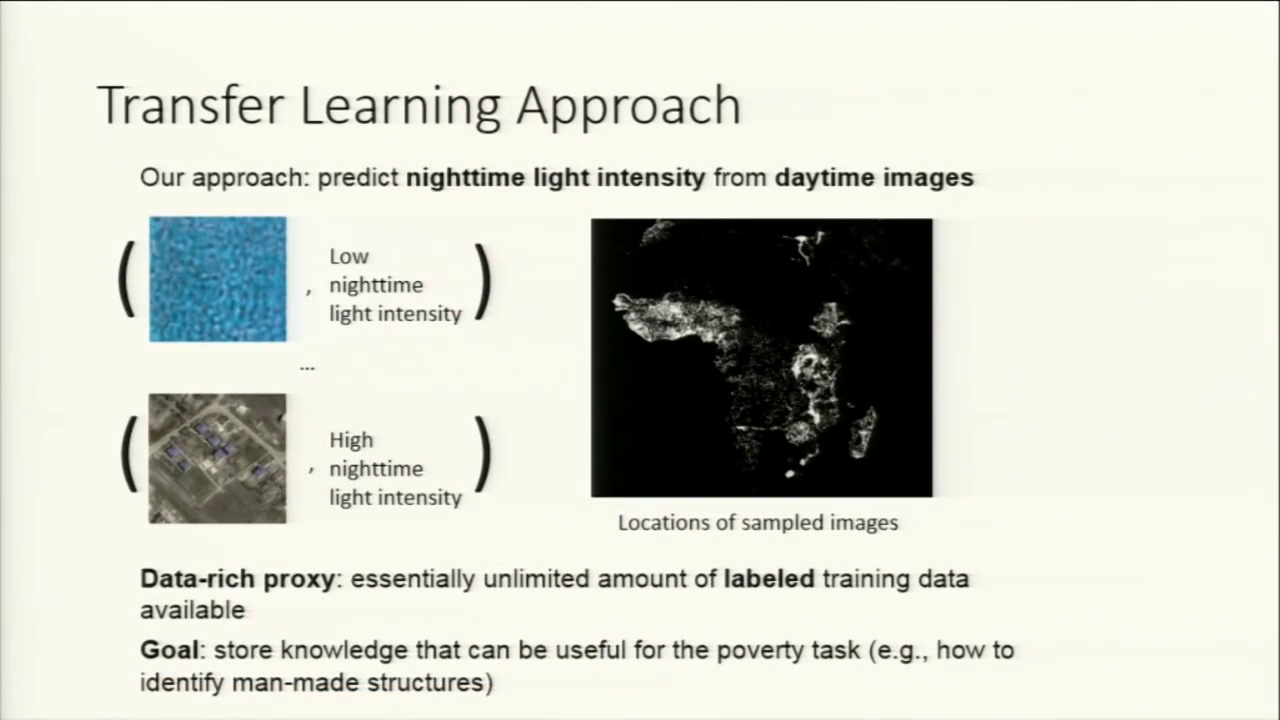 Transfer Learning Approach
Our approach: predict nighttime light intensity from daytime images
( , Low
nighttime
light intensity )
...
( , High
nighttime
light intensity )
Locations of sampled images
Data-rich proxy: essentially unlimited amount of labeled training data
available
Goal: store knowledge that can be useful for the poverty task (e.g., how to
identify man-made structures)